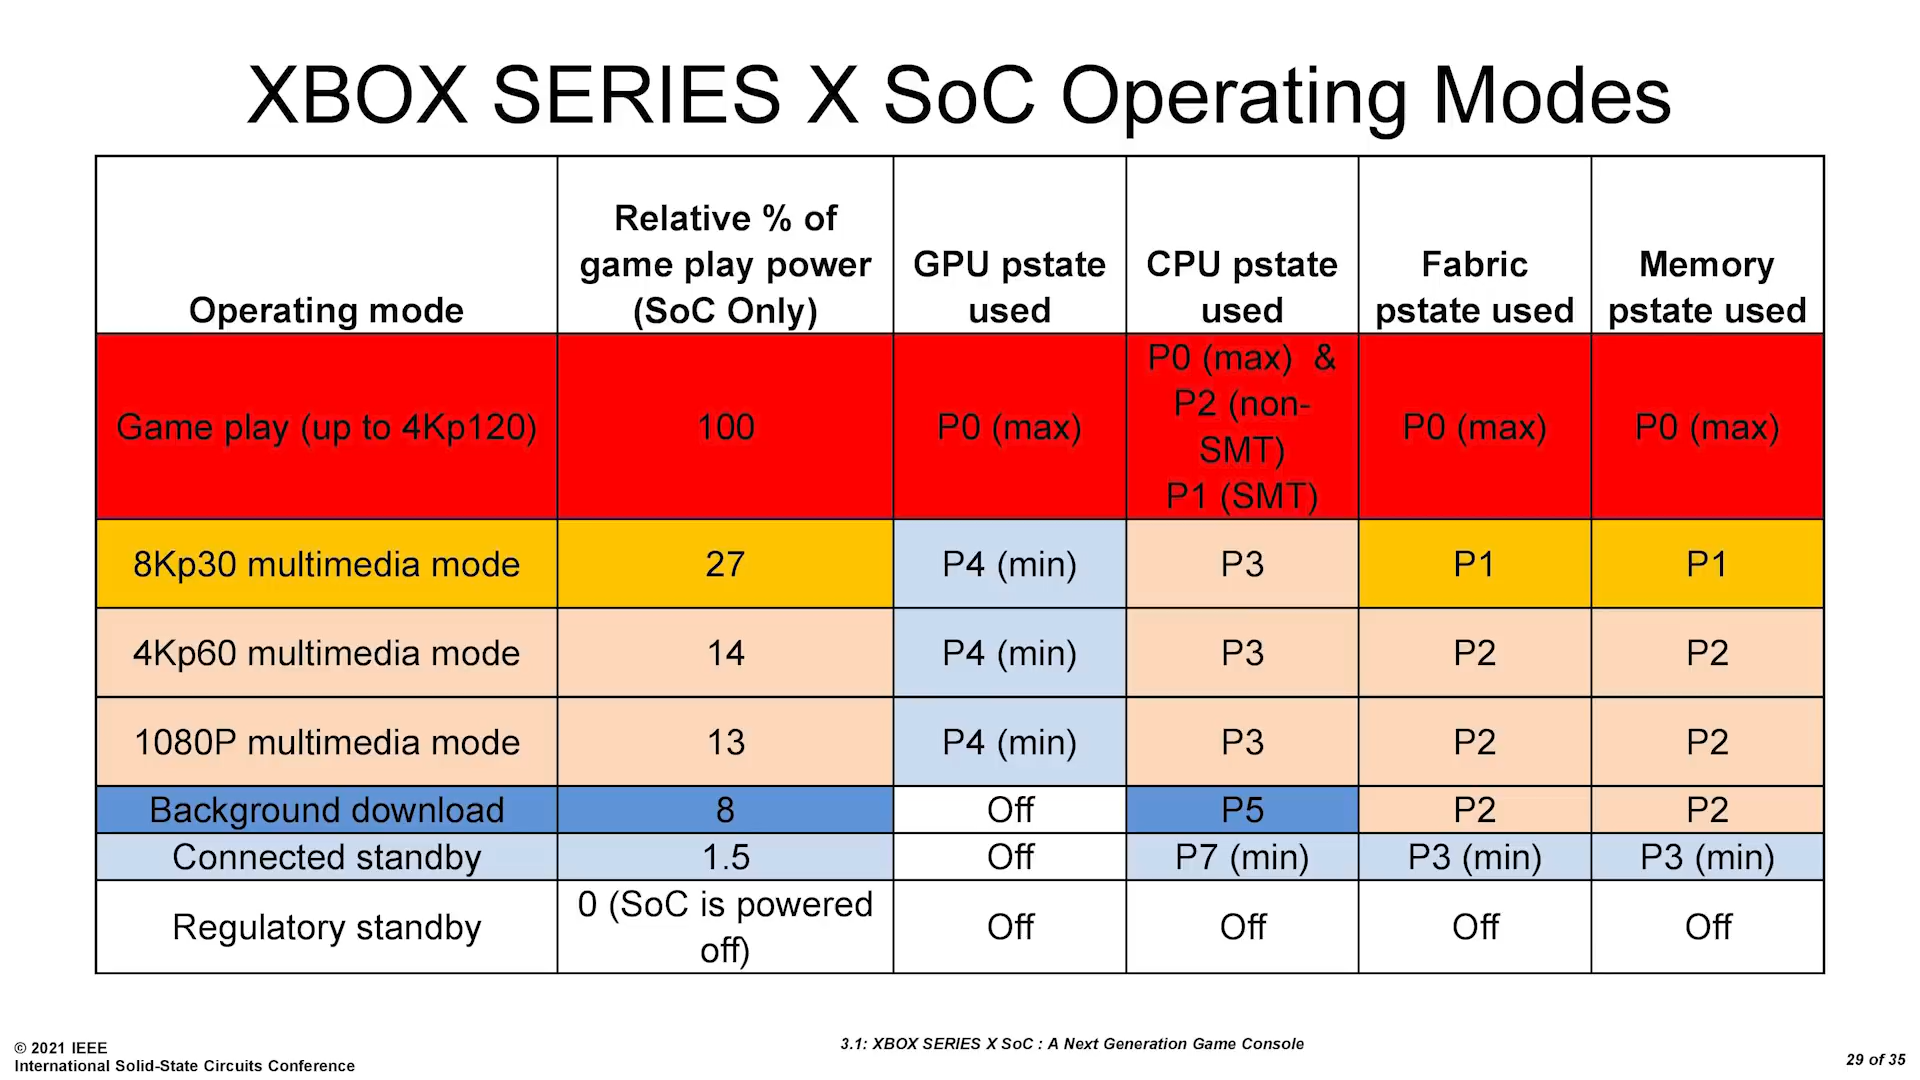 XBOX SERIES X SoC Operating Modes
Operating mode
Relative % of
game play power
(SoC Only)
GPU pstate
used
CPU pstate
used
Fabric
pstate used
Memory
pstate used
Game play (up to 4Kp120)
100
P0 (max)
P0 (max) &
P2 (non-
SMT)
P1 (SMT)
P0 (max)
P0 (max)
8Kp30 multimedia mode
27
P4 (min)
P3
P1
P1
4Kp60 multimedia mode
14
P4 (min)
P3
P2
P2
1080P multimedia mode
13
P4 (min)
P3
P2
P2
Background download
8
Off
P5
P2
P2
Connected standby
1.5
Off
P7 (min)
P3 (min)
P3 (min)
Regulatory standby
0 (SoC is powered
off)
Off
Off
Off
Off
© 2021 IEEE
International Solid-State Circuits Conference
3.1: XBOX SERIES X SoC : A Next Generation Game Console
29 of 35